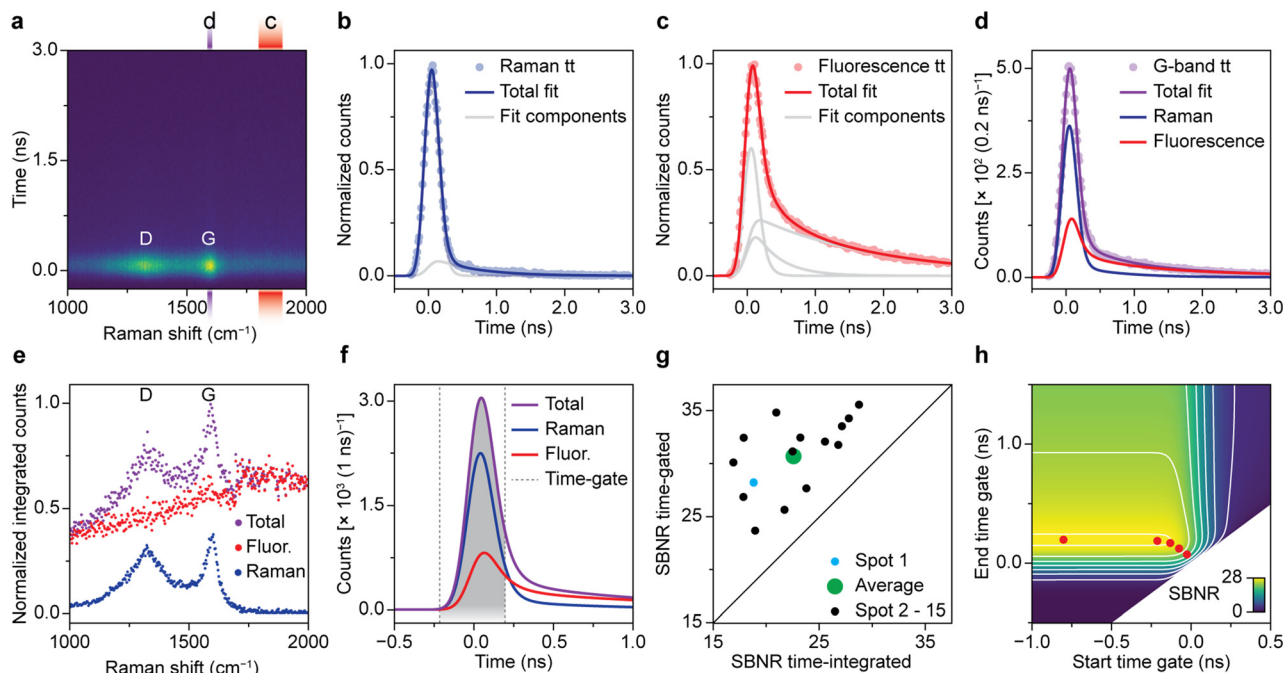 a
d
c
3.0
1.5
0.0
Time (ns)
D
G
1000
1500
2000
Raman shift (cm⁻¹)
b
Raman tt
Total fit
Fit components
1.0
0.5
0.0
Normalized counts
0.0
1.0
2.0
3.0
Time (ns)
c
Fluorescence tt
Total fit
Fit components
1.0
0.5
0.0
Normalized counts
0.0
1.0
2.0
3.0
Time (ns)
d
G-band tt
Total fit
Raman
Fluorescence
5.0
2.5
0.0
Counts [× 10² (0.2 ns)⁻¹]
0.0
1.0
2.0
3.0
Time (ns)
e
D
G
1.0
0.5
0.0
Normalized integrated counts
Total
Fluor.
Raman
1000
1500
2000
Raman shift (cm⁻¹)
f
Total
Raman
Fluor.
Time-gate
3.0
1.5
0.0
Counts [× 10³ (1 ns)⁻¹]
−0.5
0.0
0.5
1.0
Time (ns)
g
35
25
15
SBNR time-gated
Spot 1
Average
Spot 2 - 15
15
25
35
SBNR time-integrated
h
1.0
0.0
End time gate (ns)
28
0
SBNR
−1.0
−0.5
0.0
0.5
Start time gate (ns)